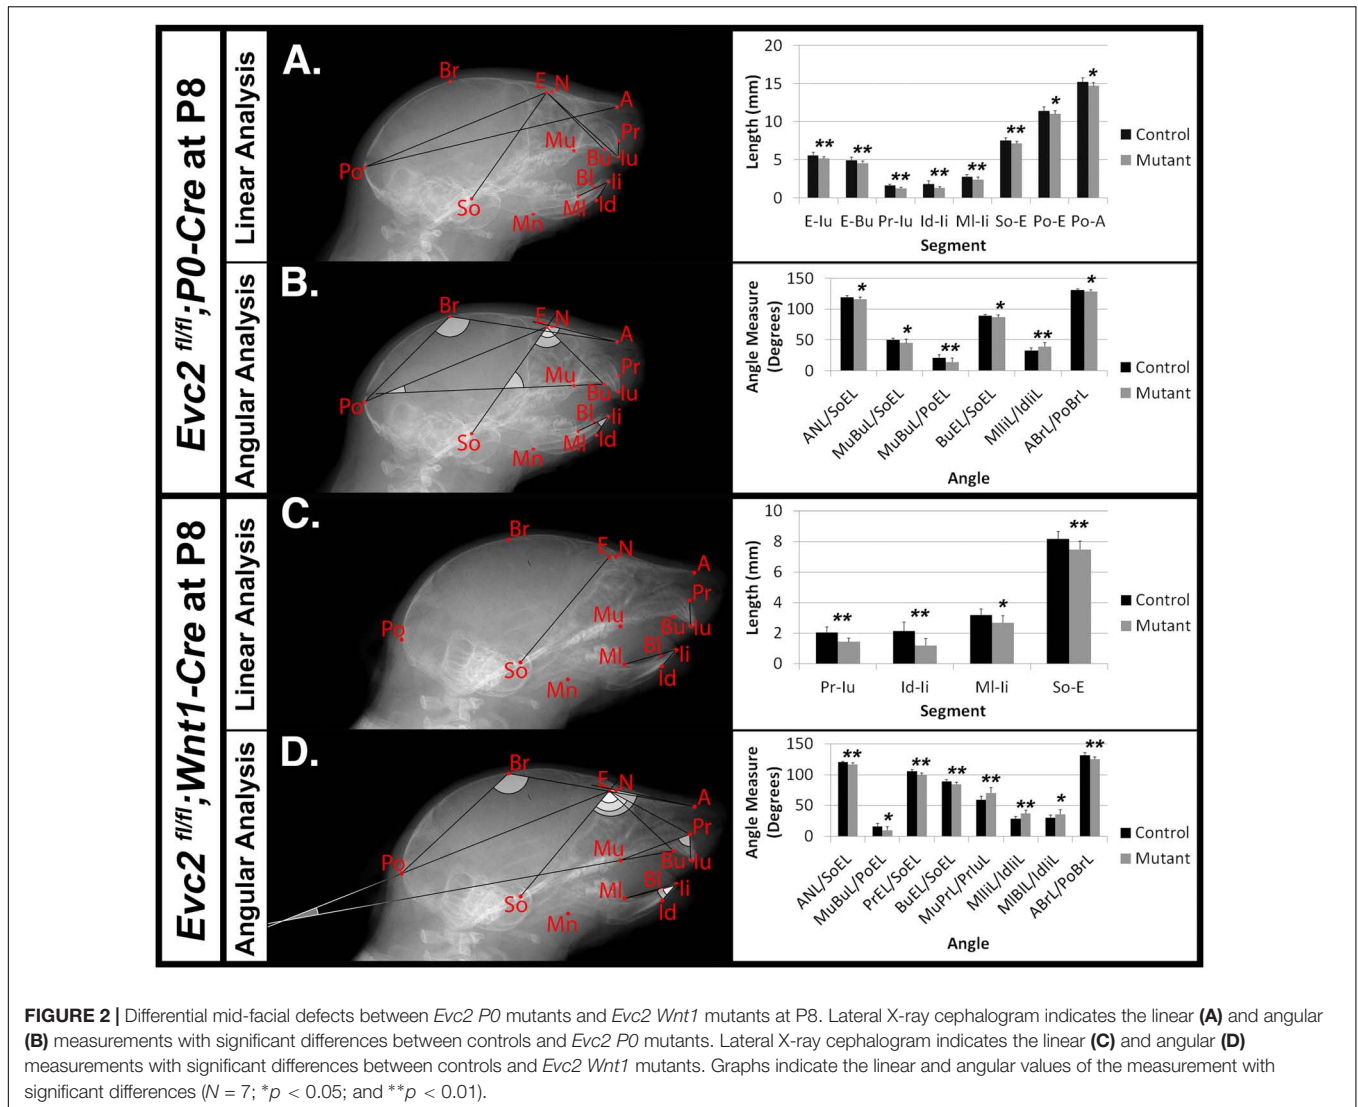 Evc2 fl/fl;P0-Cre at P8
Linear Analysis
A.
Br
E
N
A
Pr
Mu
Bu
Iu
Po
Bl
Ii
So
Ml
Id
Mn
20
15
10
5
0
Length (mm)
**
**
**
**
**
**
*
*
Control
Mutant
E-Iu
E-Bu
Pr-Iu
Id-Ii
Ml-Ii
So-E
Po-E
Po-A
Segment
Angular Analysis
B.
Br
E
N
A
Pr
Mu
Bu
Iu
Po
Bl
Ii
So
Ml
Id
Mn
150
100
50
0
Angle Measure
(Degrees)
*
*
**
*
**
*
Control
Mutant
ANL/SoEL
MuBuL/SoEL
MuBuL/PoEL
BuEL/SoEL
MliiL/IdIiL
ABrL/PoBrL
Angle
Evc2 fl/fl;Wnt1-Cre at P8
Linear Analysis
C.
Br
E
N
A
Pr
Mu
Bu
Iu
Po
Bl
Ii
So
Ml
Id
Mn
10
8
6
4
2
0
Length (mm)
**
**
*
**
Control
Mutant
Pr-Iu
Id-Ii
Ml-Ii
So-E
Segment
Angular Analysis
D.
Br
E
N
A
Pr
Mu
Bu
Iu
Po
Bl
Ii
So
Ml
Id
Mn
150
100
50
0
Angle Measure
(Degrees)
**
*
**
**
**
**
*
**
Control
Mutant
ANL/SoEL
MuBuL/PoEL
PrEL/SoEL
BuEL/SoEL
MuPrL/PrIuL
MliiL/IdIiL
MlBlL/IdIiL
ABrL/PoBrL
Angle
FIGURE 2 | Differential mid-facial defects between Evc2 P0 mutants and Evc2 Wnt1 mutants at P8. Lateral X-ray cephalogram indicates the linear (A) and angular
(B) measurements with significant differences between controls and Evc2 P0 mutants. Lateral X-ray cephalogram indicates the linear (C) and angular (D)
measurements with significant differences between controls and Evc2 Wnt1 mutants. Graphs indicate the linear and angular values of the measurement with
significant differences (N = 7; *p < 0.05; and **p < 0.01).